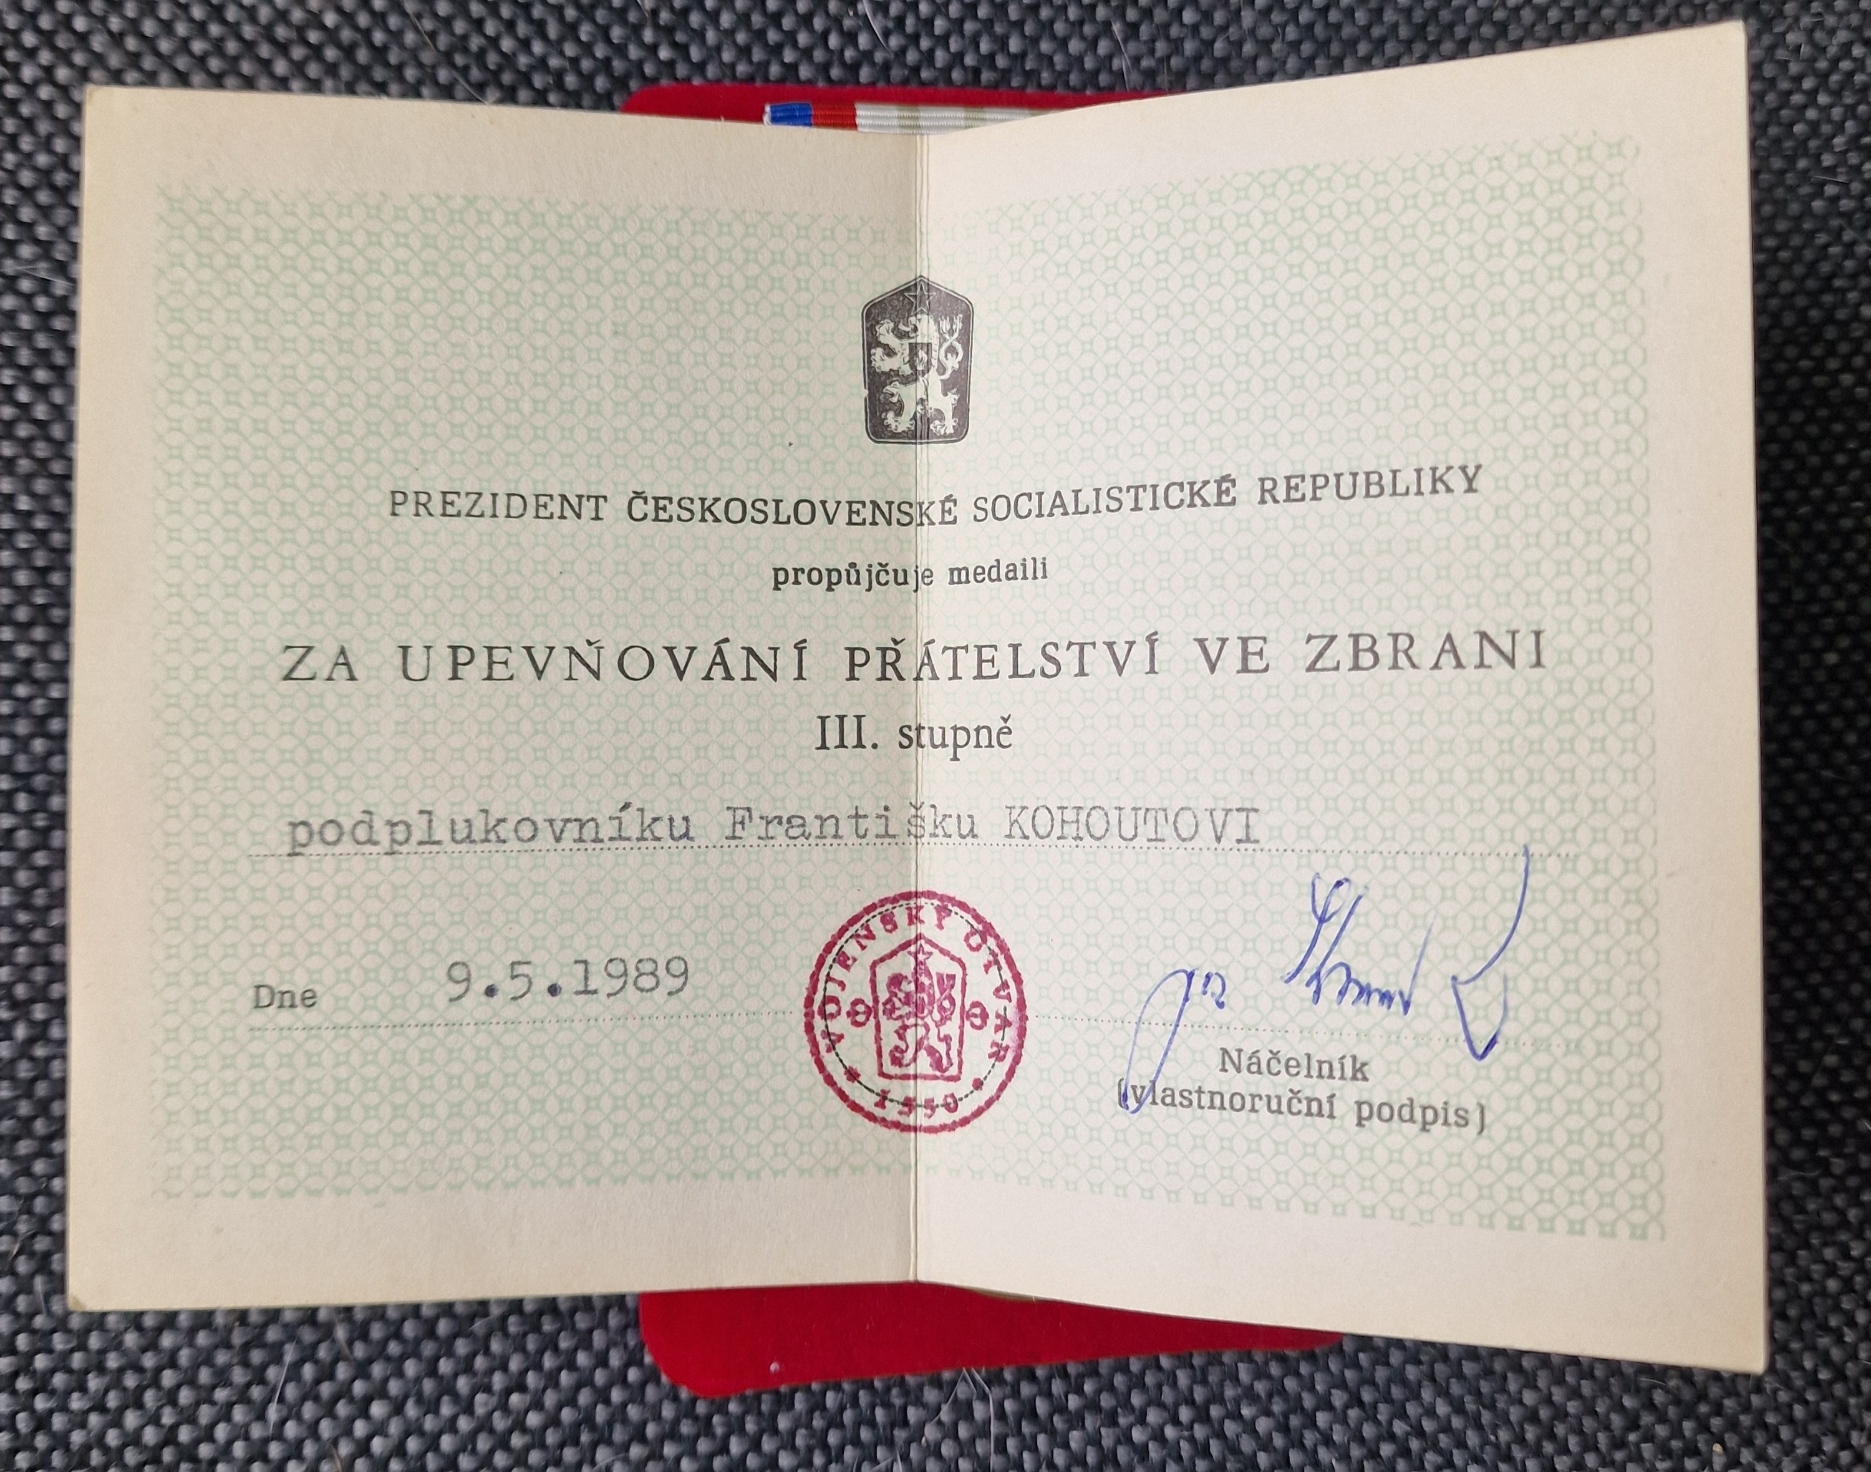 PREZIDENT ČESKOSLOVENSKÉ SOCIALISTICKÉ REPUBLIKY
propůjčuje medaili
ZA UPEVŇOVÁNÍ PŘÁTELSTVÍ VE ZBRANI
III. stupně
podplukovníku Františku KOHOUTOVI
Dne 9.5.1989
VOJENSKÝ ÚTVAR
1550
Náčelník
(vlastnoruční podpis)